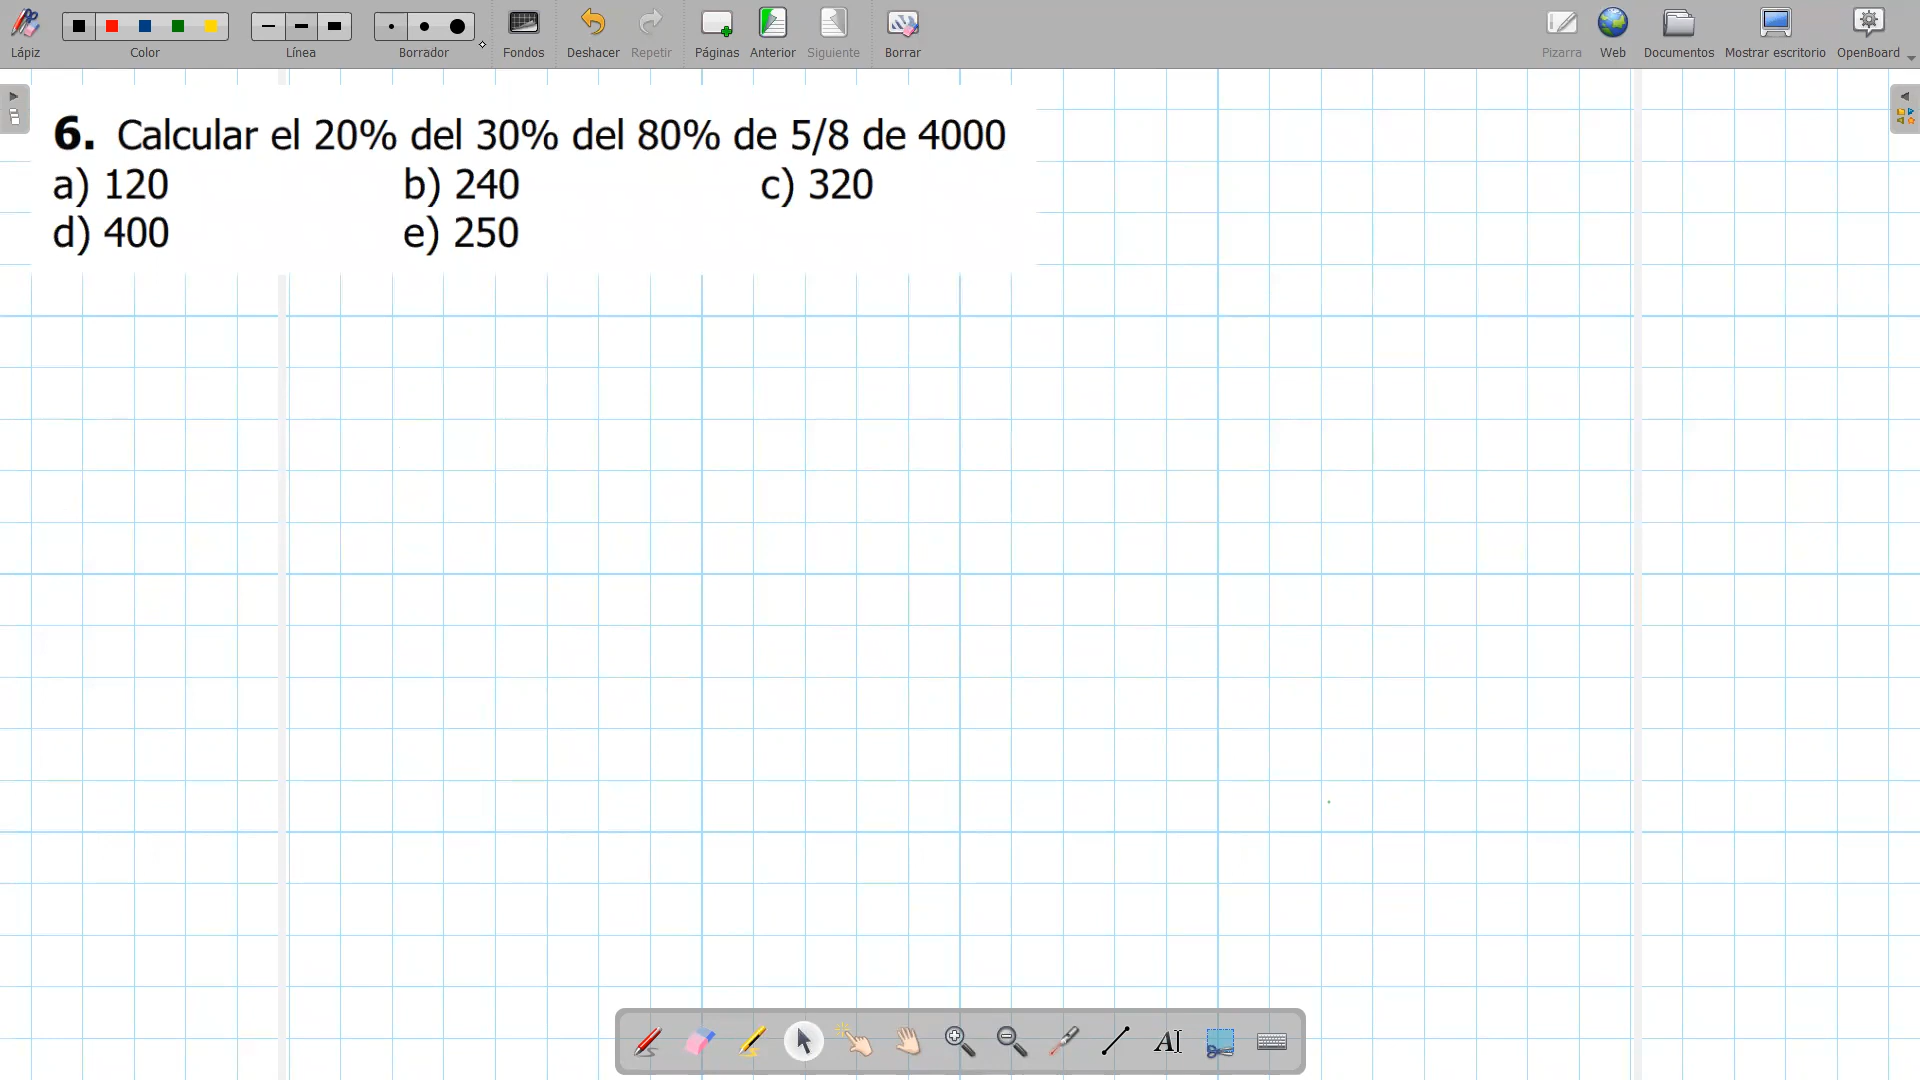 Lápiz Color Línea Borrador Fondos Deshacer Repetir Páginas Anterior Siguiente Borrar Pizarra Web Documentos Mostrar escritorio OpenBoard
6. Calcular el 20% del 30% del 80% de 5/8 de 4000
a) 120 b) 240 c) 320
d) 400 e) 250